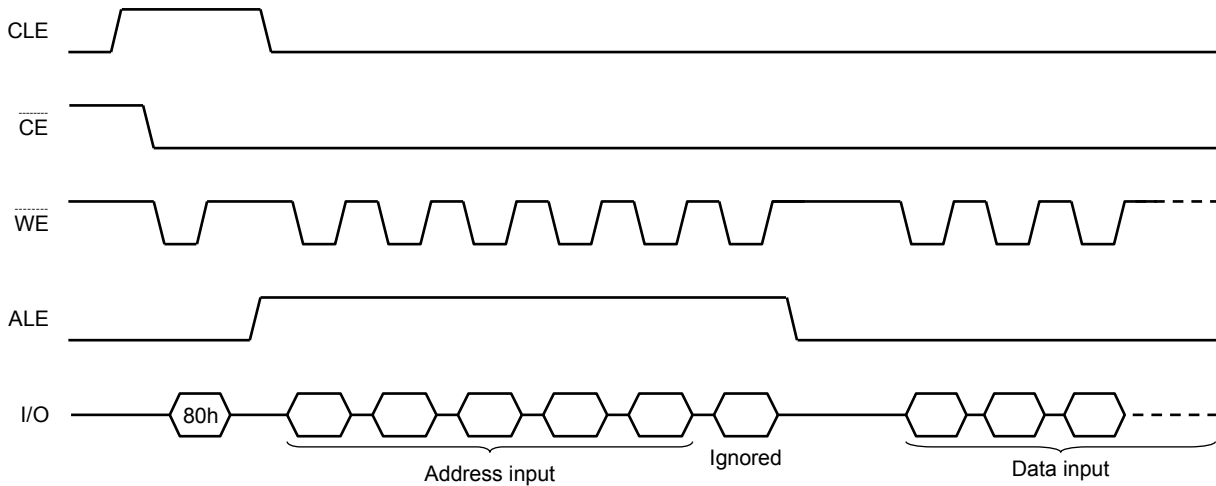 CLE
CE
WE
ALE
I/O
80h
Address input
Ignored
Data input